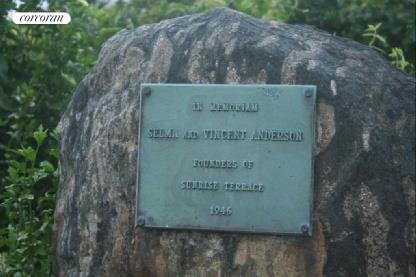 corcoran
IN MEMORIAM
SELMA AND VINCENT ANDERSON
FOUNDERS OF
SUNRISE TERRACE
1946